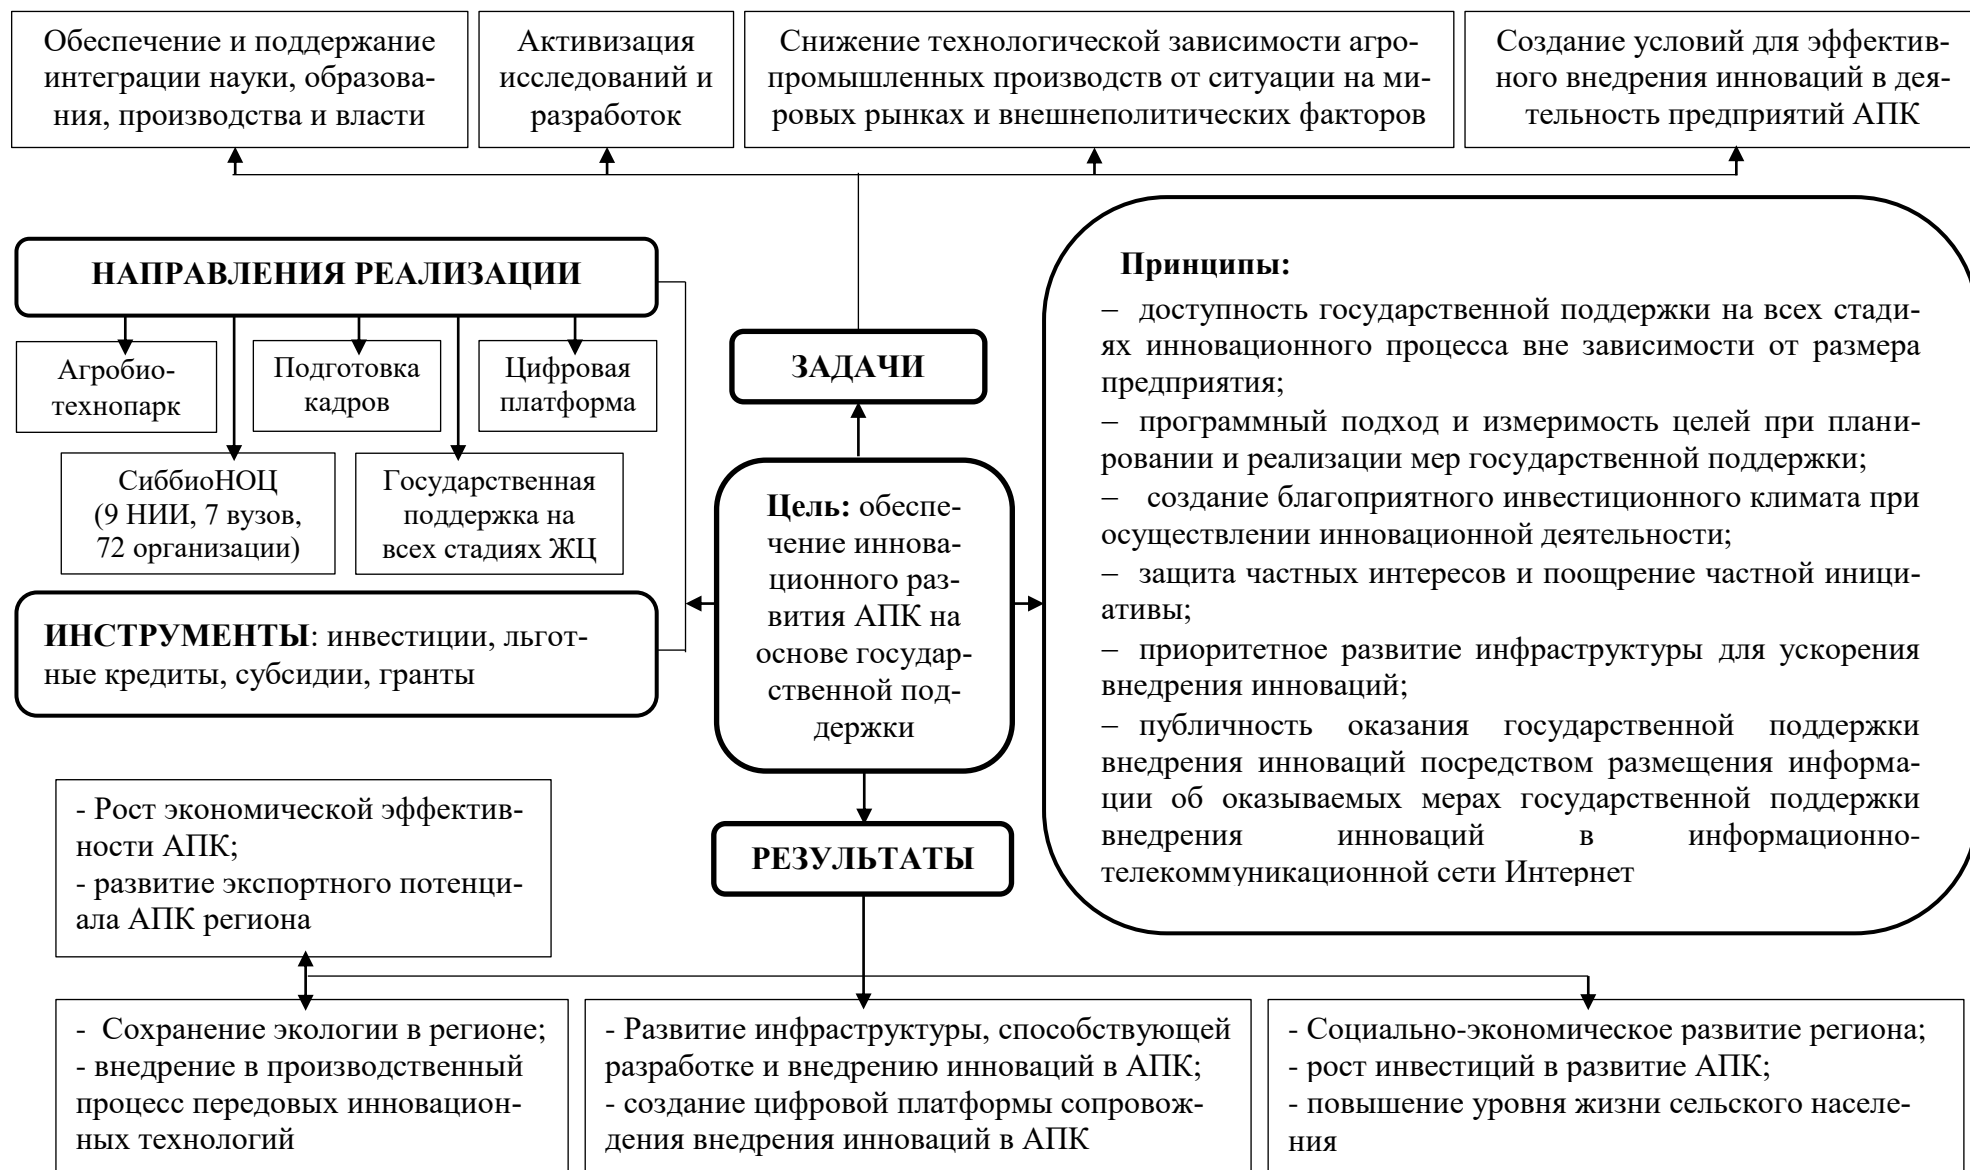 Обеспечение и поддержание
интеграции науки, образова-
ния, производства и власти
Активизация
исследований и
разработок
Снижение технологической зависимости агро-
промышленных производств от ситуации на ми-
ровых рынках и внешнеполитических факторов
Создание условий для эффектив-
ного внедрения инноваций в дея-
тельность предприятий АПК
НАПРАВЛЕНИЯ РЕАЛИЗАЦИИ
Агробио-
технопарк
Подготовка
кадров
Цифровая
платформа
СиббиоНОЦ
(9 НИИ, 7 вузов,
72 организации)
Государственная
поддержка на
всех стадиях ЖЦ
ИНСТРУМЕНТЫ: инвестиции, льгот-
ные кредиты, субсидии, гранты
ЗАДАЧИ
Цель: обеспе-
чение иннова-
ционного раз-
вития АПК на
основе государ-
ственной под-
держки
РЕЗУЛЬТАТЫ
Принципы:
– доступность государственной поддержки на всех стади-
ях инновационного процесса вне зависимости от размера
предприятия;
– программный подход и измеримость целей при плани-
ровании и реализации мер государственной поддержки;
– создание благоприятного инвестиционного климата при
осуществлении инновационной деятельности;
– защита частных интересов и поощрение частной иници-
ативы;
– приоритетное развитие инфраструктуры для ускорения
внедрения инноваций;
– публичность оказания государственной поддержки
внедрения инноваций посредством размещения информа-
ции об оказываемых мерах государственной поддержки
внедрения инноваций в информационно-
телекоммуникационной сети Интернет
- Рост экономической эффектив-
ности АПК;
- развитие экспортного потенци-
ала АПК региона
- Сохранение экологии в регионе;
- внедрение в производственный
процесс передовых инновацион-
ных технологий
- Развитие инфраструктуры, способствующей
разработке и внедрению инноваций в АПК;
- создание цифровой платформы сопровож-
дения внедрения инноваций в АПК
- Социально-экономическое развитие региона;
- рост инвестиций в развитие АПК;
- повышение уровня жизни сельского населе-
ния